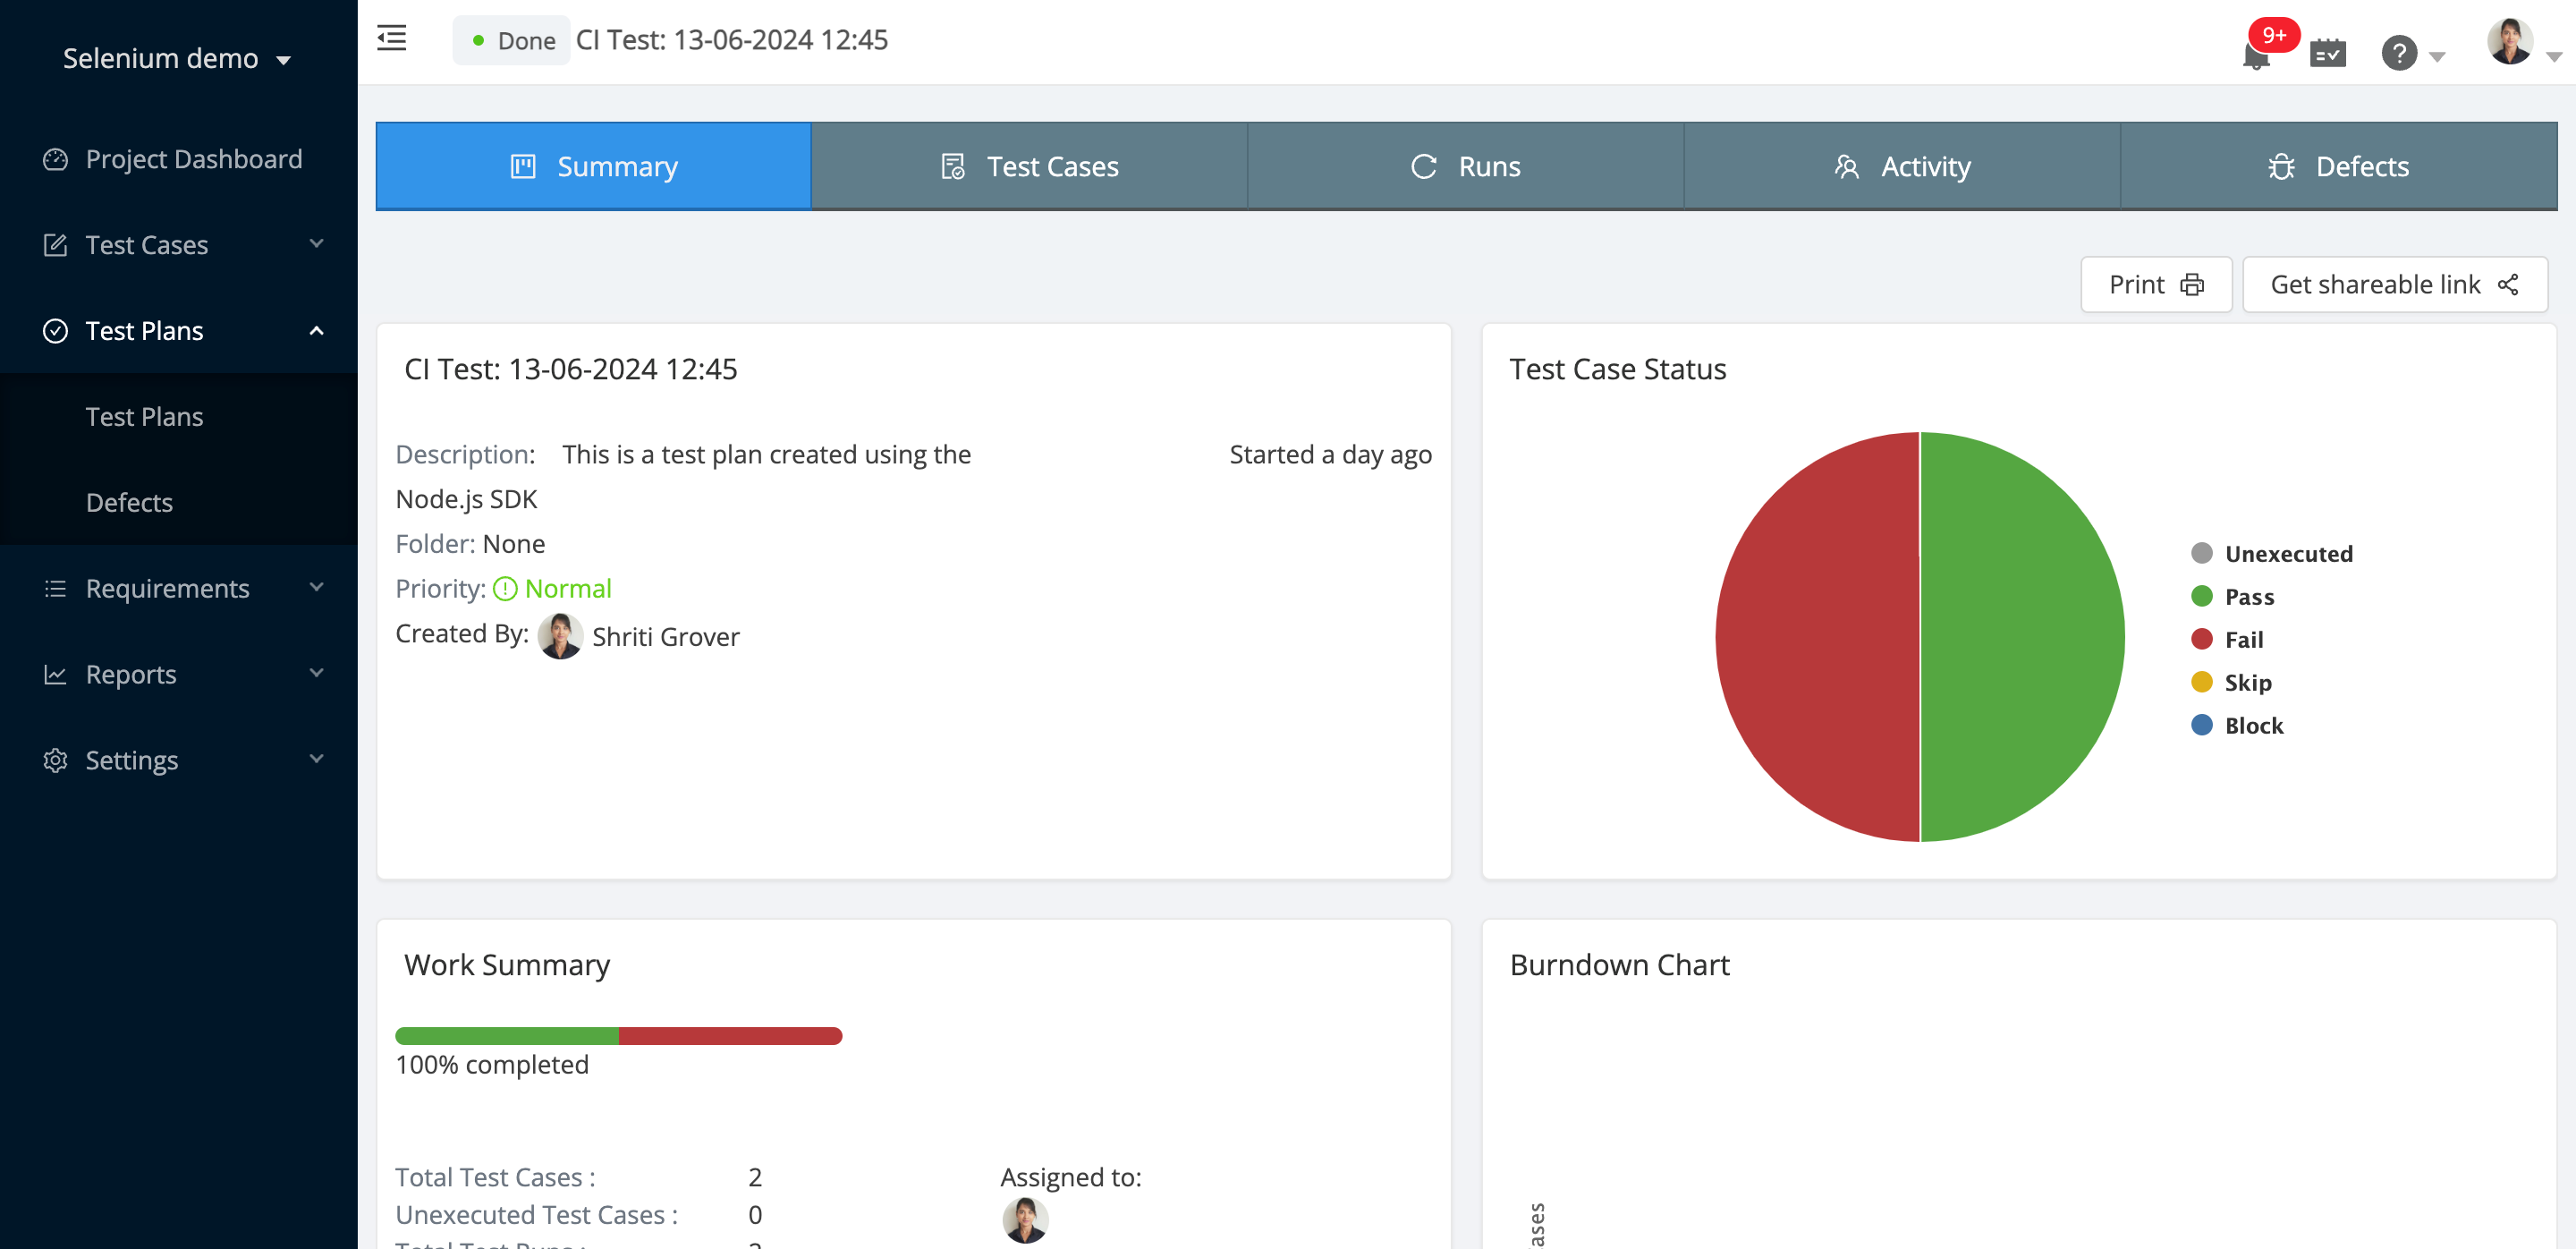 Selenium demo
Project Dashboard
Test Cases
Test Plans
Test Plans
Defects
Requirements
Reports
Settings
Done CI Test: 13-06-2024 12:45
9+
?
Summary
Test Cases
Runs
Activity
Defects
Print
Get shareable link
CI Test: 13-06-2024 12:45
Description: This is a test plan created using the
Node.js SDK
Started a day ago
Folder: None
Priority: Normal
Created By: Shriti Grover
Test Case Status
Unexecuted
Pass
Fail
Skip
Block
Work Summary
100% completed
Total Test Cases : 2
Unexecuted Test Cases : 0
Total Test Runs :
Assigned to:
Burndown Chart